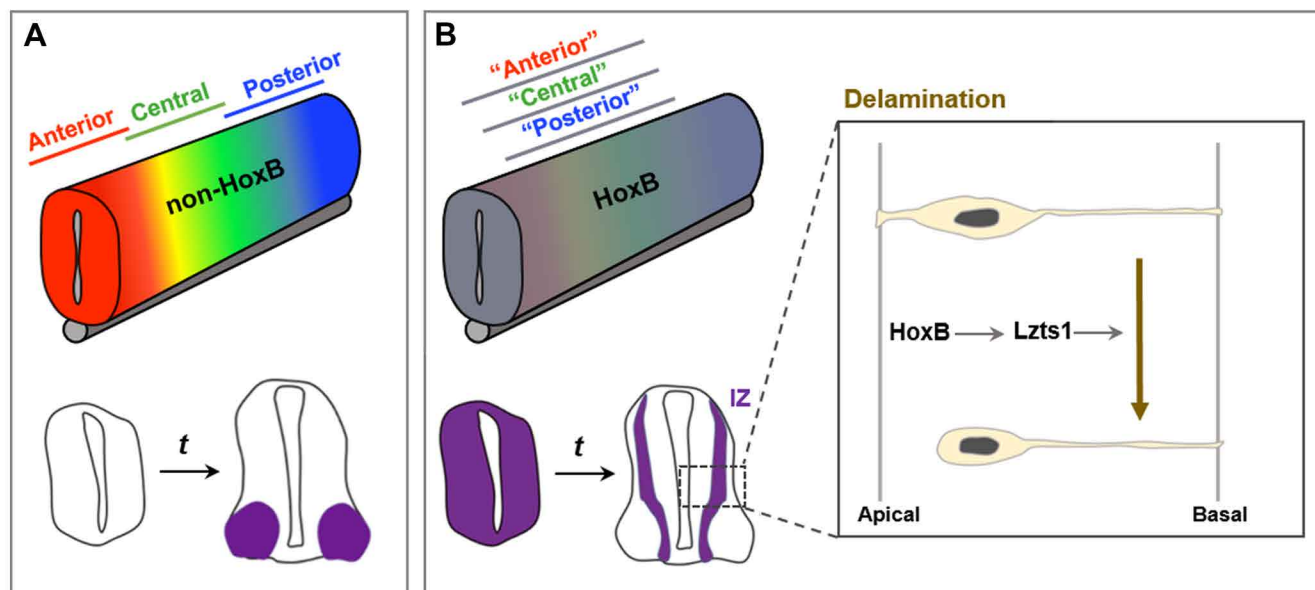 A
Anterior
Central
Posterior
non-HoxB
t
B
“Anterior”
“Central”
“Posterior”
HoxB
t
IZ
Delamination
HoxB
Lzts1
Apical
Basal